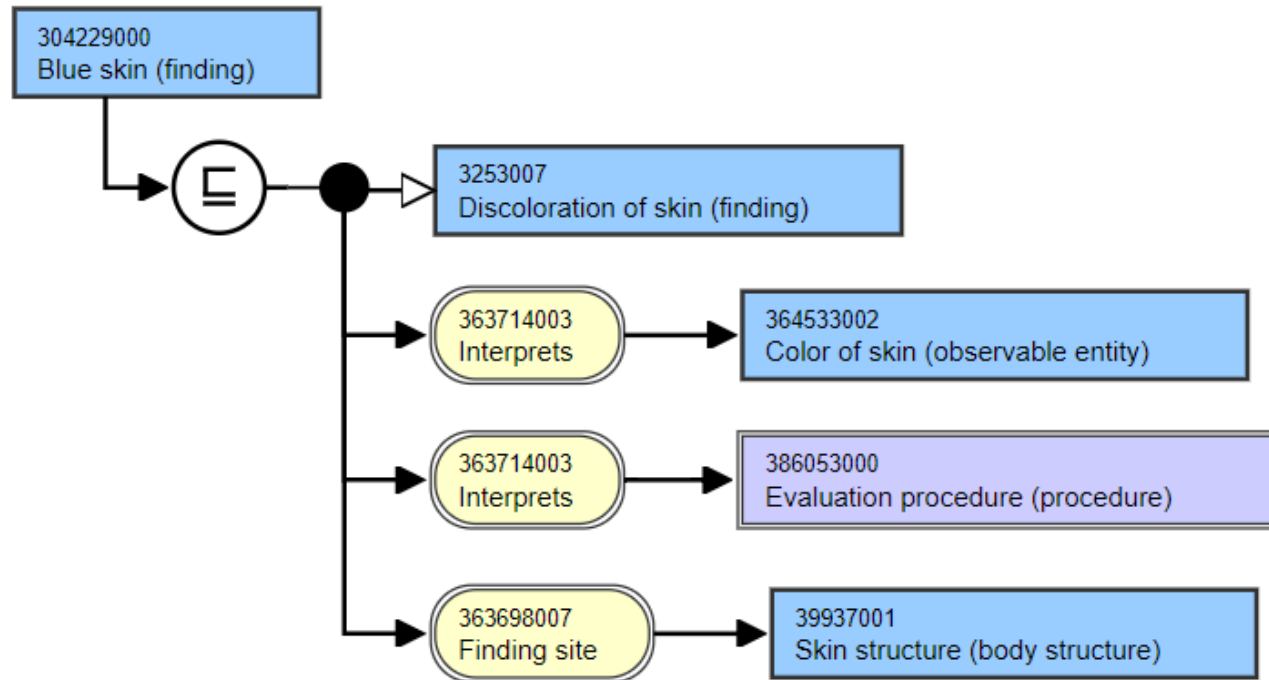 304229000
Blue skin (finding)
⊑
3253007
Discoloration of skin (finding)
363714003
Interprets
364533002
Color of skin (observable entity)
363714003
Interprets
386053000
Evaluation procedure (procedure)
363698007
Finding site
39937001
Skin structure (body structure)